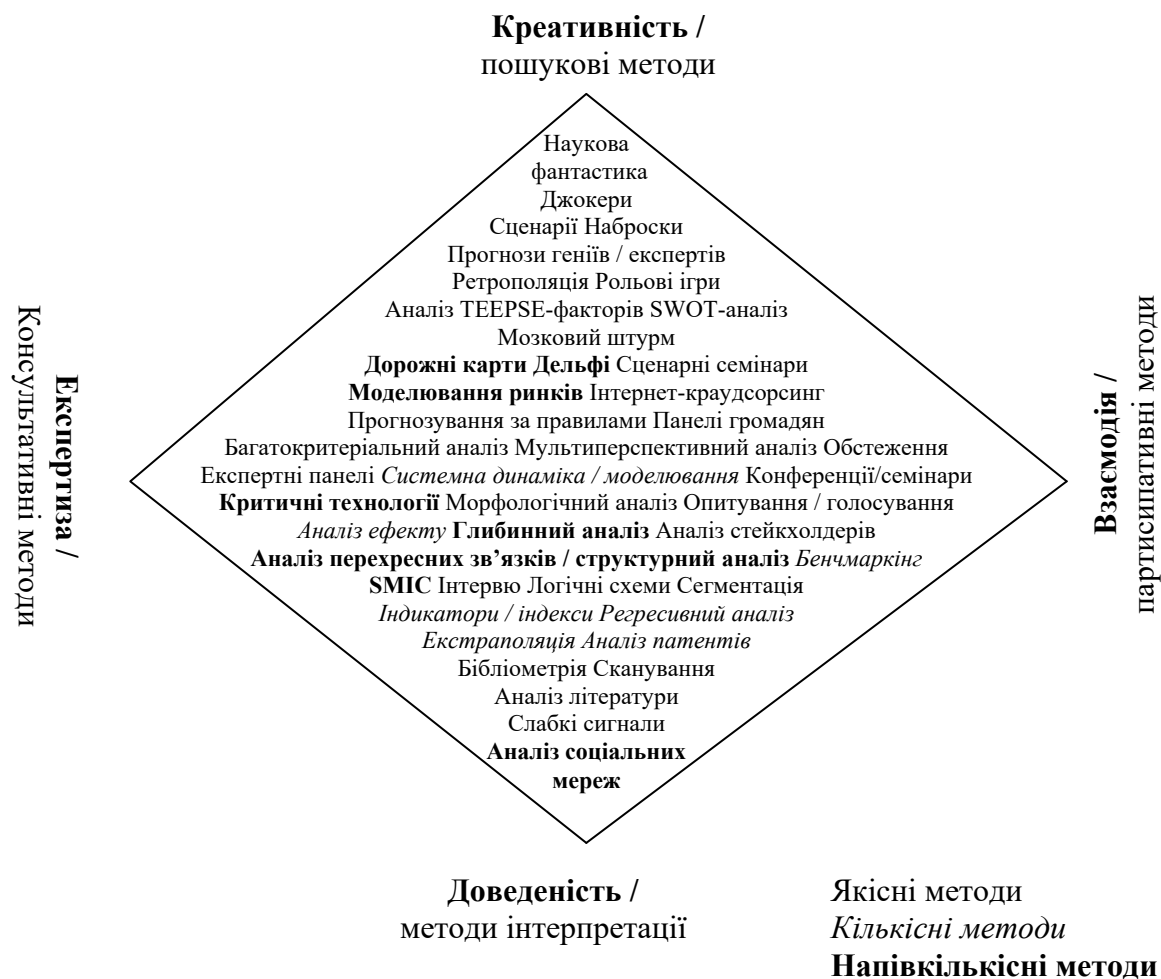 Креативність /
пошукові методи
Наукова
фантастика
Джокери
Сценарії Наброски
Прогнози геніїв / експертів
Ретрополяція Рольові ігри
Аналіз TEEPSE-факторів SWOT-аналіз
Мозковий штурм
Дорожні карти Дельфі Сценарні семінари
Моделювання ринків Інтернет-краудсорсинг
Прогнозування за правилами Панелі громадян
Багатокритеріальний аналіз Мультиперспективний аналіз Обстеження
Експертні панелі Системна динаміка / моделювання Конференції/семінари
Критичні технології Морфологічний аналіз Опитування / голосування
Аналіз ефекту Глибинний аналіз Аналіз стейкхолдерів
Аналіз перехресних зв’язків / структурний аналіз Бенчмаркінг
SMIC Інтервю Логічні схеми Сегментація
Індикатори / індекси Регресивний аналіз
Екстраполяція Аналіз патентів
Бібліометрія Сканування
Аналіз літератури
Слабкі сигнали
Аналіз соціальних
мереж
Експертиза /
Консультативні методи
Взаємодія /
партисипативні методи
Доведеність /
методи інтерпретації
Якісні методи
Кількісні методи
Напівкількісні методи